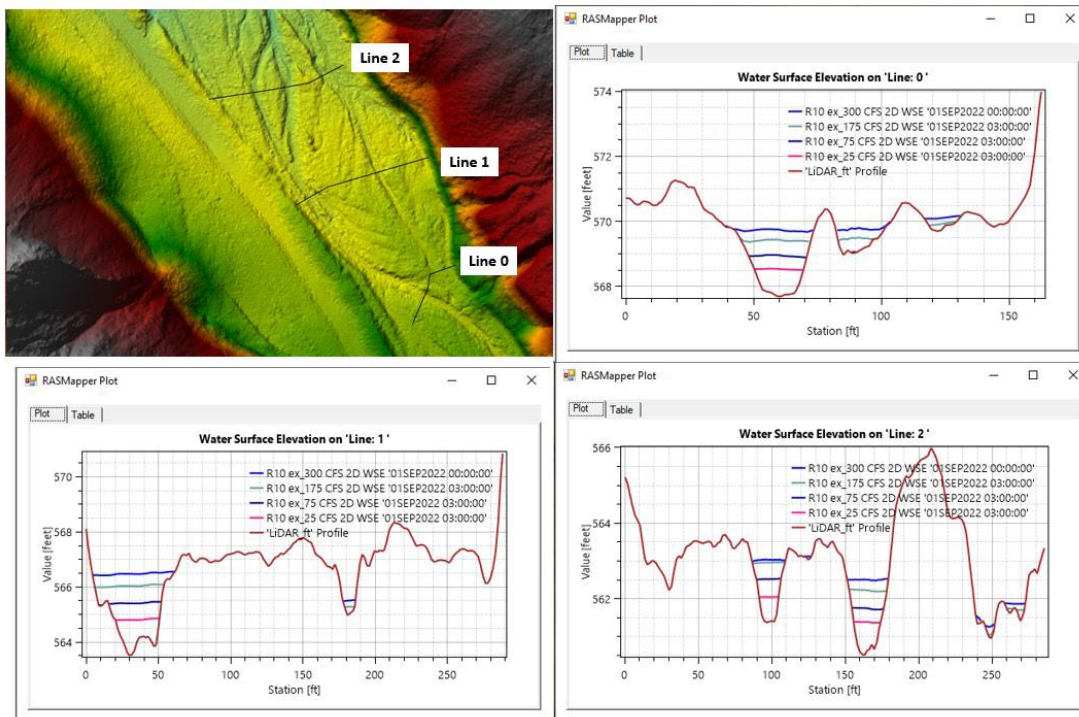 Line 2
Line 1
Line 0
RASMapper Plot
Plot Table
Water Surface Elevation on 'Line: 0 '
574
572
570
568
Value [feet]
R10 ex_300 CFS 2D WSE '01SEP2022 00:00:00'
R10 ex_175 CFS 2D WSE '01SEP2022 03:00:00'
R10 ex_75 CFS 2D WSE '01SEP2022 03:00:00'
R10 ex_25 CFS 2D WSE '01SEP2022 03:00:00'
'LiDAR_ft' Profile
0 50 100 150
Station [ft]
RASMapper Plot
Plot Table
Water Surface Elevation on 'Line: 1 '
570
568
566
564
Value [feet]
R10 ex_300 CFS 2D WSE '01SEP2022 00:00:00'
R10 ex_175 CFS 2D WSE '01SEP2022 03:00:00'
R10 ex_75 CFS 2D WSE '01SEP2022 03:00:00'
R10 ex_25 CFS 2D WSE '01SEP2022 03:00:00'
'LiDAR_ft' Profile
0 50 100 150 200 250
Station [ft]
RASMapper Plot
Plot Table
Water Surface Elevation on 'Line: 2 '
566
564
562
Value [feet]
R10 ex_300 CFS 2D WSE '01SEP2022 00:00:00'
R10 ex_175 CFS 2D WSE '01SEP2022 03:00:00'
R10 ex_75 CFS 2D WSE '01SEP2022 03:00:00'
R10 ex_25 CFS 2D WSE '01SEP2022 03:00:00'
'LiDAR_ft' Profile
0 50 100 150 200 250
Station [ft]